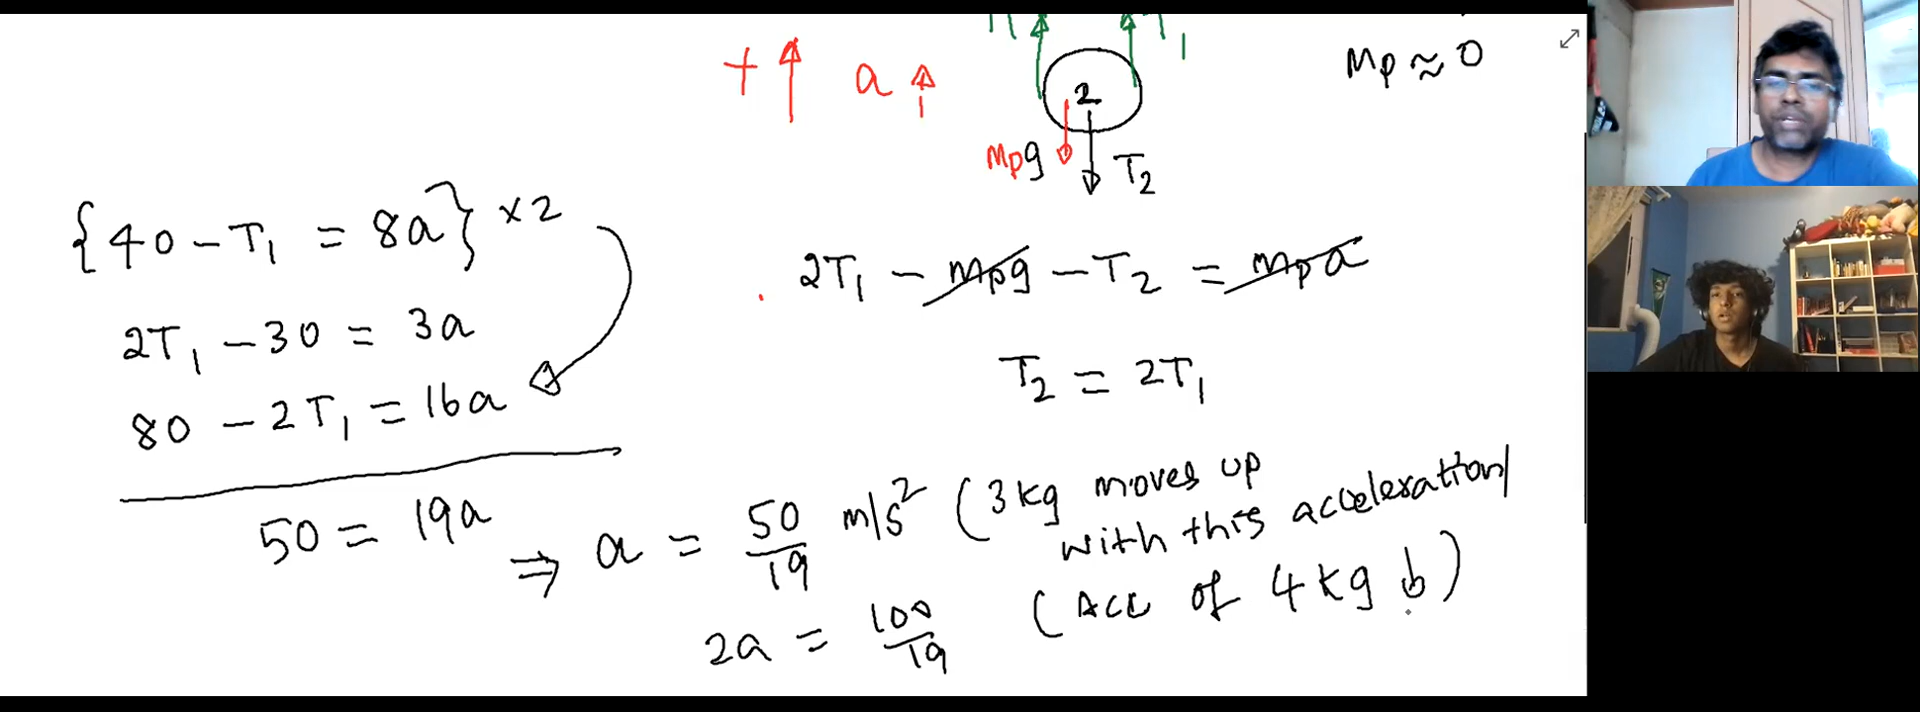 + a
T₁
Mp ≈ 0
2
Mpg
T₂
{40 - T₁ = 8a} × 2
2T₁ - 30 = 3a
80 - 2T₁ = 16a
50 = 19a
2T₁ - mpg - T₂ = mpa
T₂ = 2T₁
⇒ a = 50/19 m/s² (3kg moves up
with this acceleration)
2a = 100/19 (Acc of 4kg b)